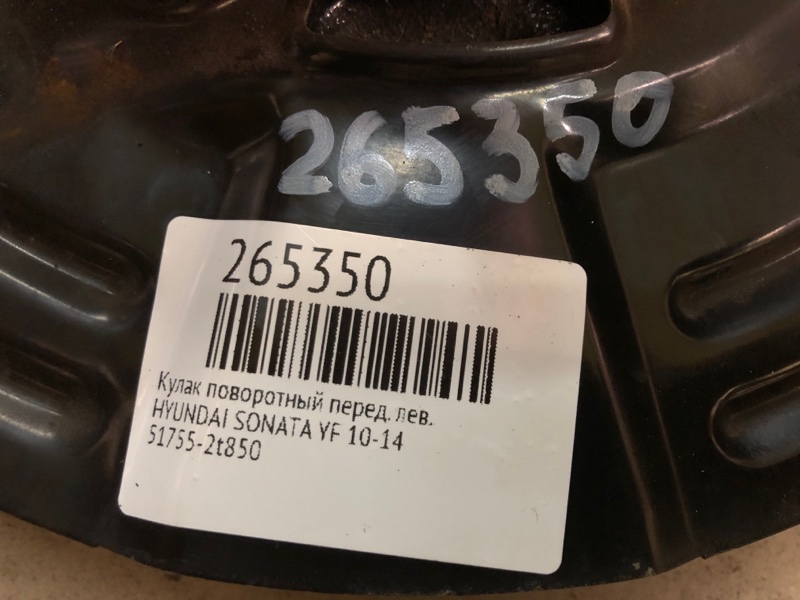 265350
265350
Кулак поворотный перед. лев.
HYUNDAI SONATA YF 10-14
51755-2t850